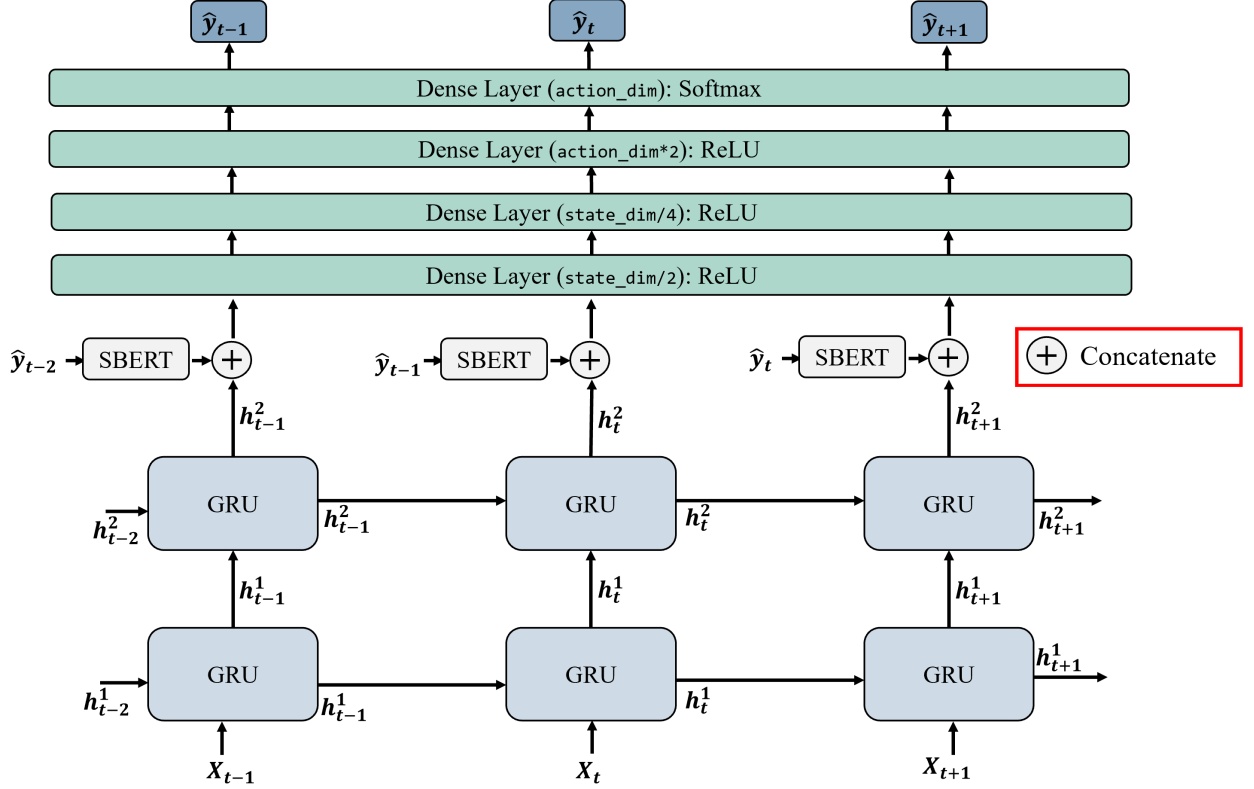 ŷₜ₋₁ ŷₜ ŷₜ₊₁
Dense Layer (action_dim): Softmax
Dense Layer (action_dim*2): ReLU
Dense Layer (state_dim/4): ReLU
Dense Layer (state_dim/2): ReLU
ŷₜ₋₂ SBERT + ŷₜ₋₁ SBERT + ŷₜ SBERT + + Concatenate
h²ₜ₋₁ h²ₜ h²ₜ₊₁
GRU GRU GRU
h²ₜ₋₂ h²ₜ₋₁ h²ₜ h²ₜ₊₁
h¹ₜ₋₁ h¹ₜ h¹ₜ₊₁
GRU GRU GRU
h¹ₜ₋₂ h¹ₜ₋₁ h¹ₜ h¹ₜ₊₁
Xₜ₋₁ Xₜ Xₜ₊₁